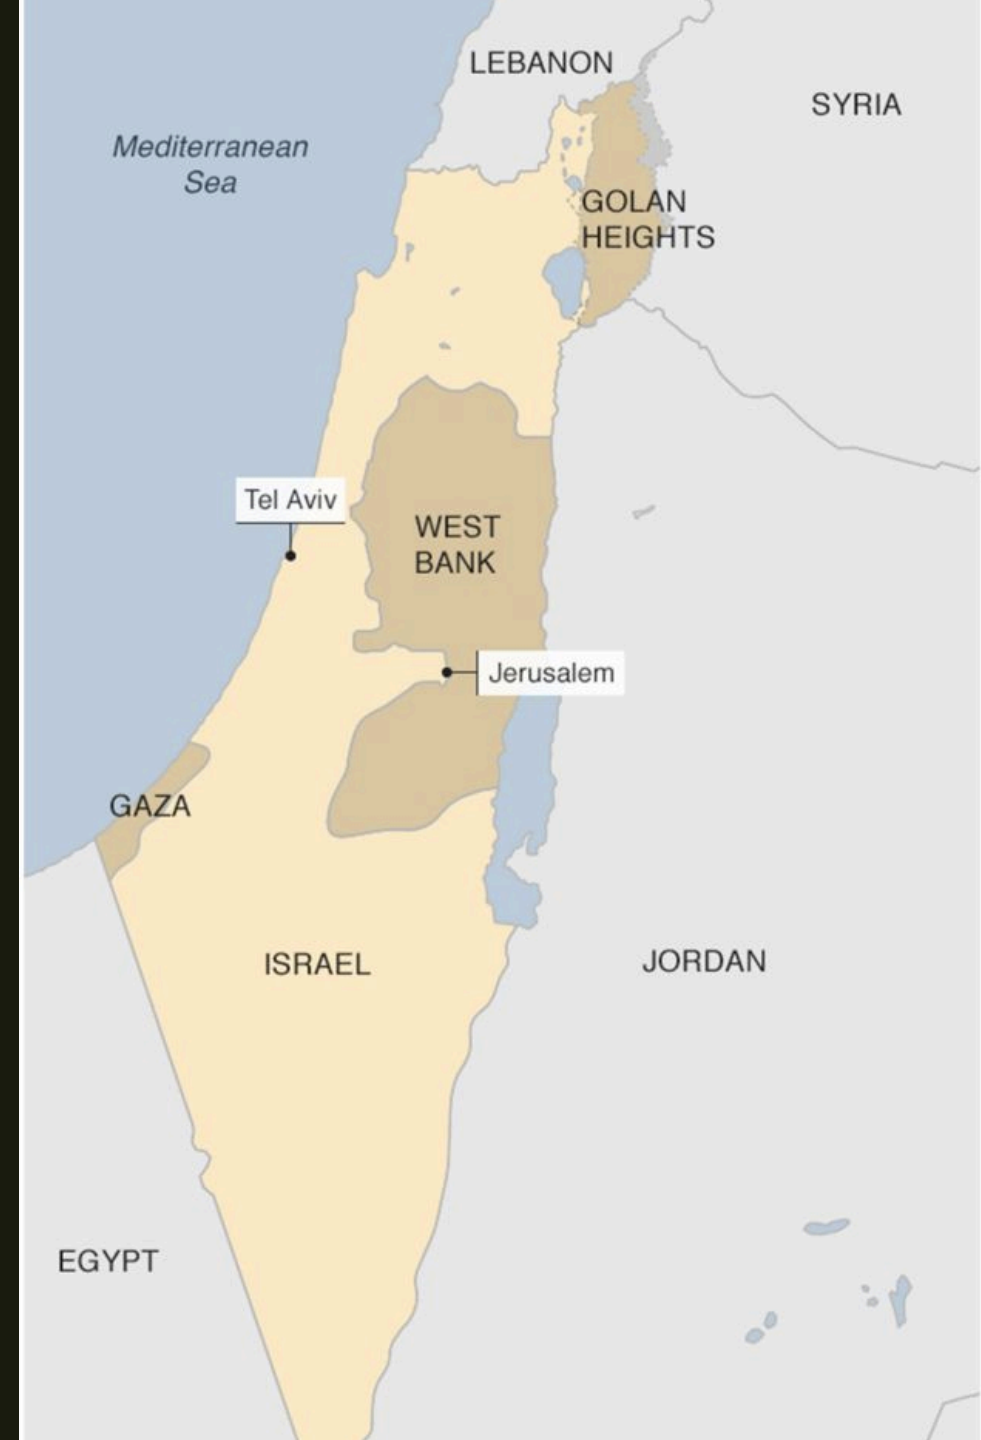 LEBANON
SYRIA
Mediterranean
Sea
GOLAN
HEIGHTS
Tel Aviv
WEST
BANK
Jerusalem
GAZA
ISRAEL
JORDAN
EGYPT